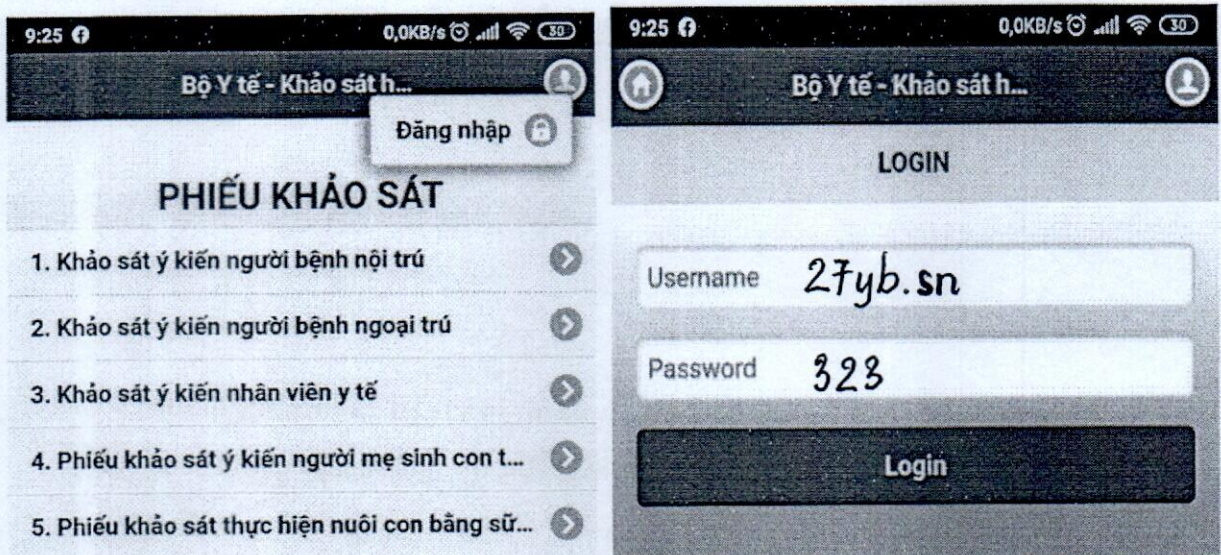 9:25
0,0KB/s
30
Bộ Y tế - Khảo sát h...
Đăng nhập
PHIẾU KHẢO SÁT
1. Khảo sát ý kiến người bệnh nội trú
2. Khảo sát ý kiến người bệnh ngoại trú
3. Khảo sát ý kiến nhân viên y tế
4. Phiếu khảo sát ý kiến người mẹ sinh con t...
5. Phiếu khảo sát thực hiện nuôi con bằng sữ...
9:25
0,0KB/s
30
Bộ Y tế - Khảo sát h...
LOGIN
Username 27yb.sn
Password 323
Login